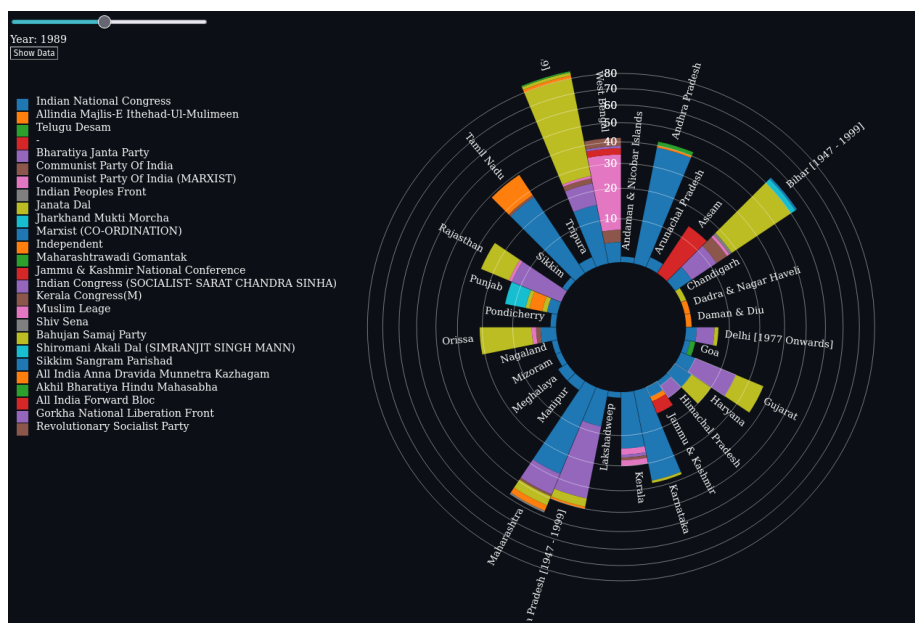 Year: 1989
Show Data
Indian National Congress
Allindia Majlis-E Ithehad-Ul-Mulimeen
Telugu Desam
-
Bharatiya Janta Party
Communist Party Of India
Communist Party Of India (MARXIST)
Indian Peoples Front
Janata Dal
Jharkhand Mukti Morcha
Marxist (CO-ORDINATION)
Independent
Maharashtrawadi Gomantak
Jammu & Kashmir National Conference
Indian Congress (SOCIALIST- SARAT CHANDRA SINHA)
Kerala Congress(M)
Muslim Leage
Shiv Sena
Bahujan Samaj Party
Shiromani Akali Dal (SIMRANJIT SINGH MANN)
Sikkim Sangram Parishad
All India Anna Dravida Munnetra Kazhagam
Akhil Bharatiya Hindu Mahasabha
All India Forward Bloc
Gorkha National Liberation Front
Revolutionary Socialist Party
80
70
60
50
40
30
20
10
Andaman & Nicobar Islands
Andhra Pradesh
Arunachal Pradesh
Assam
Bihar [1947 - 1999]
Chandigarh
Dadra & Nagar Haveli
Daman & Diu
Delhi [1977 Onwards]
Goa
Gujarat
Haryana
Himachal Pradesh
Jammu & Kashmir
Karnataka
Kerala
Lakshadweep
a Pradesh [1947 - 1999]
Maharashtra
Manipur
Meghalaya
Mizoram
Nagaland
Orissa
Pondicherry
Punjab
Rajasthan
Sikkim
Tamil Nadu
Tripura
9]
West Bengal